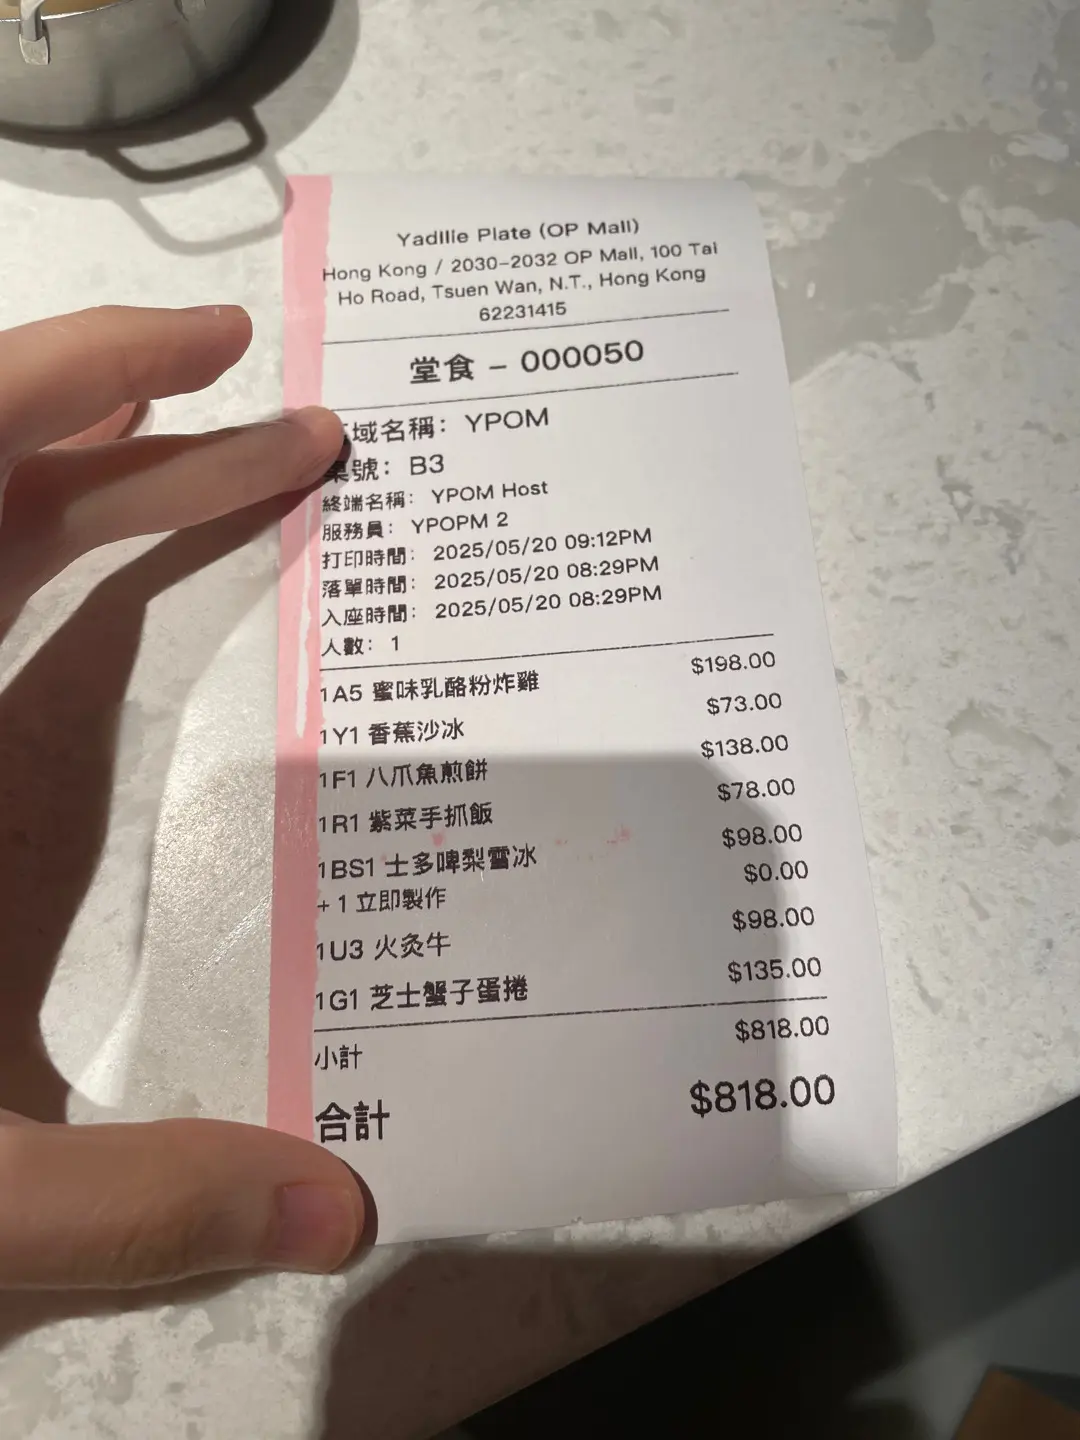 Yadllie Plate (OP Mall)
Hong Kong / 2030-2032 OP Mall, 100 Tai
Ho Road, Tsuen Wan, N.T., Hong Kong
62231415
堂食 - 000050
域名稱: YPOM
號: B3
終端名稱: YPOM Host
服務員: YPOPM 2
打印時間: 2025/05/20 09:12PM
落單時間: 2025/05/20 08:29PM
入座時間: 2025/05/20 08:29PM
人數: 1
1A5 蜜味乳酪粉炸雞 $198.00
1Y1 香蕉沙冰 $73.00
1F1 八爪魚煎餅 $138.00
1R1 紫菜手抓飯 $78.00
1BS1 士多啤梨雪冰 $98.00
+ 1 立即製作 $0.00
1U3 火灸牛 $98.00
1G1 芝士蟹子蛋捲 $135.00
小計 $818.00
合計 $818.00